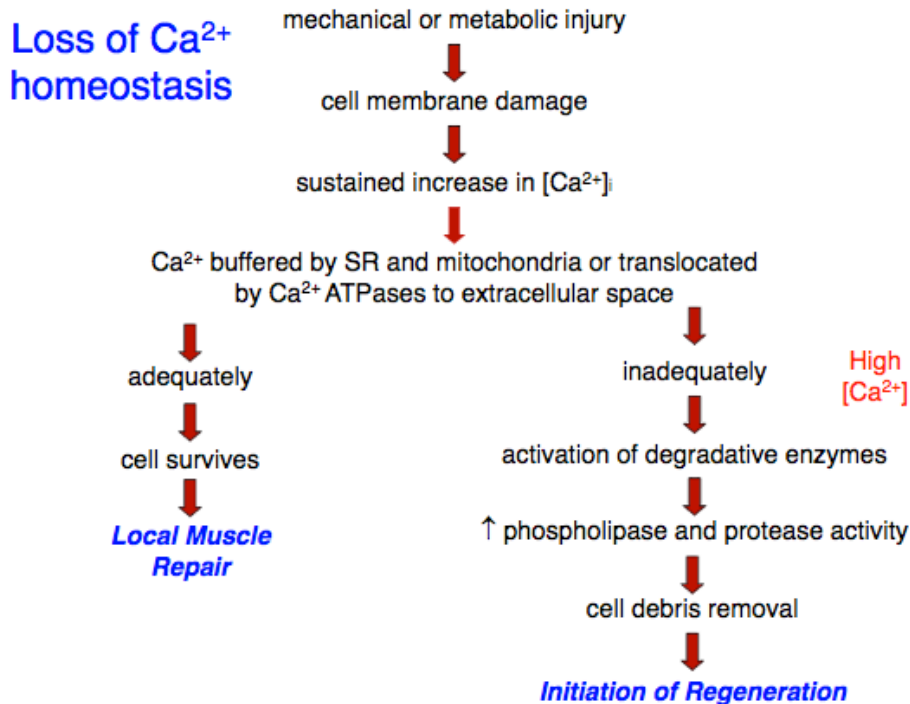 Loss of Ca²⁺
homeostasis
mechanical or metabolic injury
cell membrane damage
sustained increase in [Ca²⁺]ᵢ
Ca²⁺ buffered by SR and mitochondria or translocated
by Ca²⁺ ATPases to extracellular space
adequately
cell survives
Local Muscle
Repair
inadequately
High
[Ca²⁺]
activation of degradative enzymes
↑ phospholipase and protease activity
cell debris removal
Initiation of Regeneration